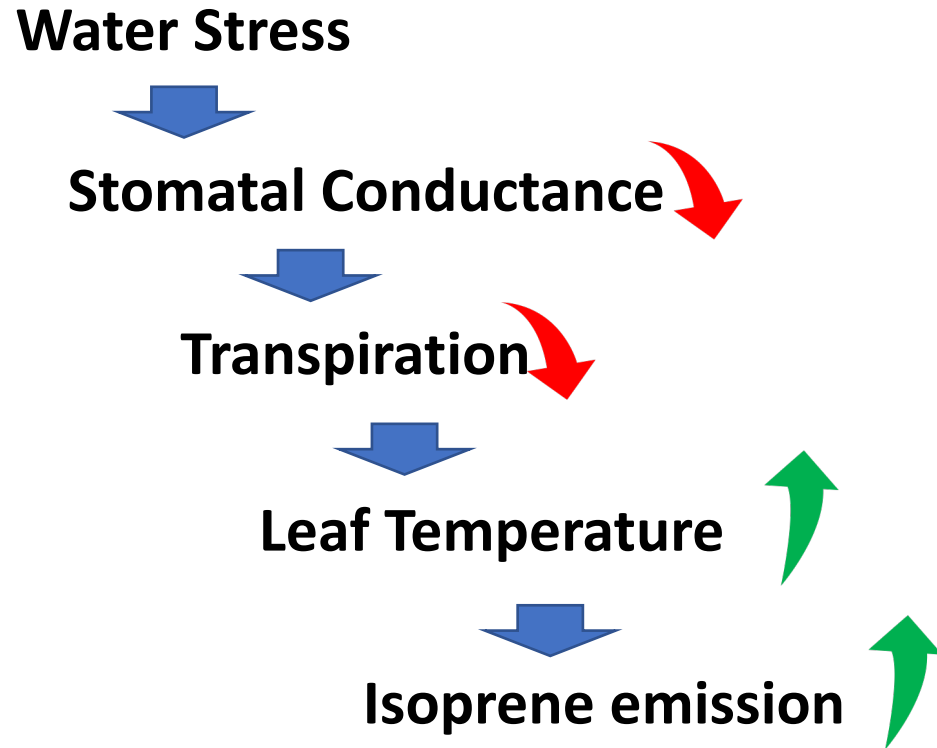 Water Stress
Stomatal Conductance
Transpiration
Leaf Temperature
Isoprene emission